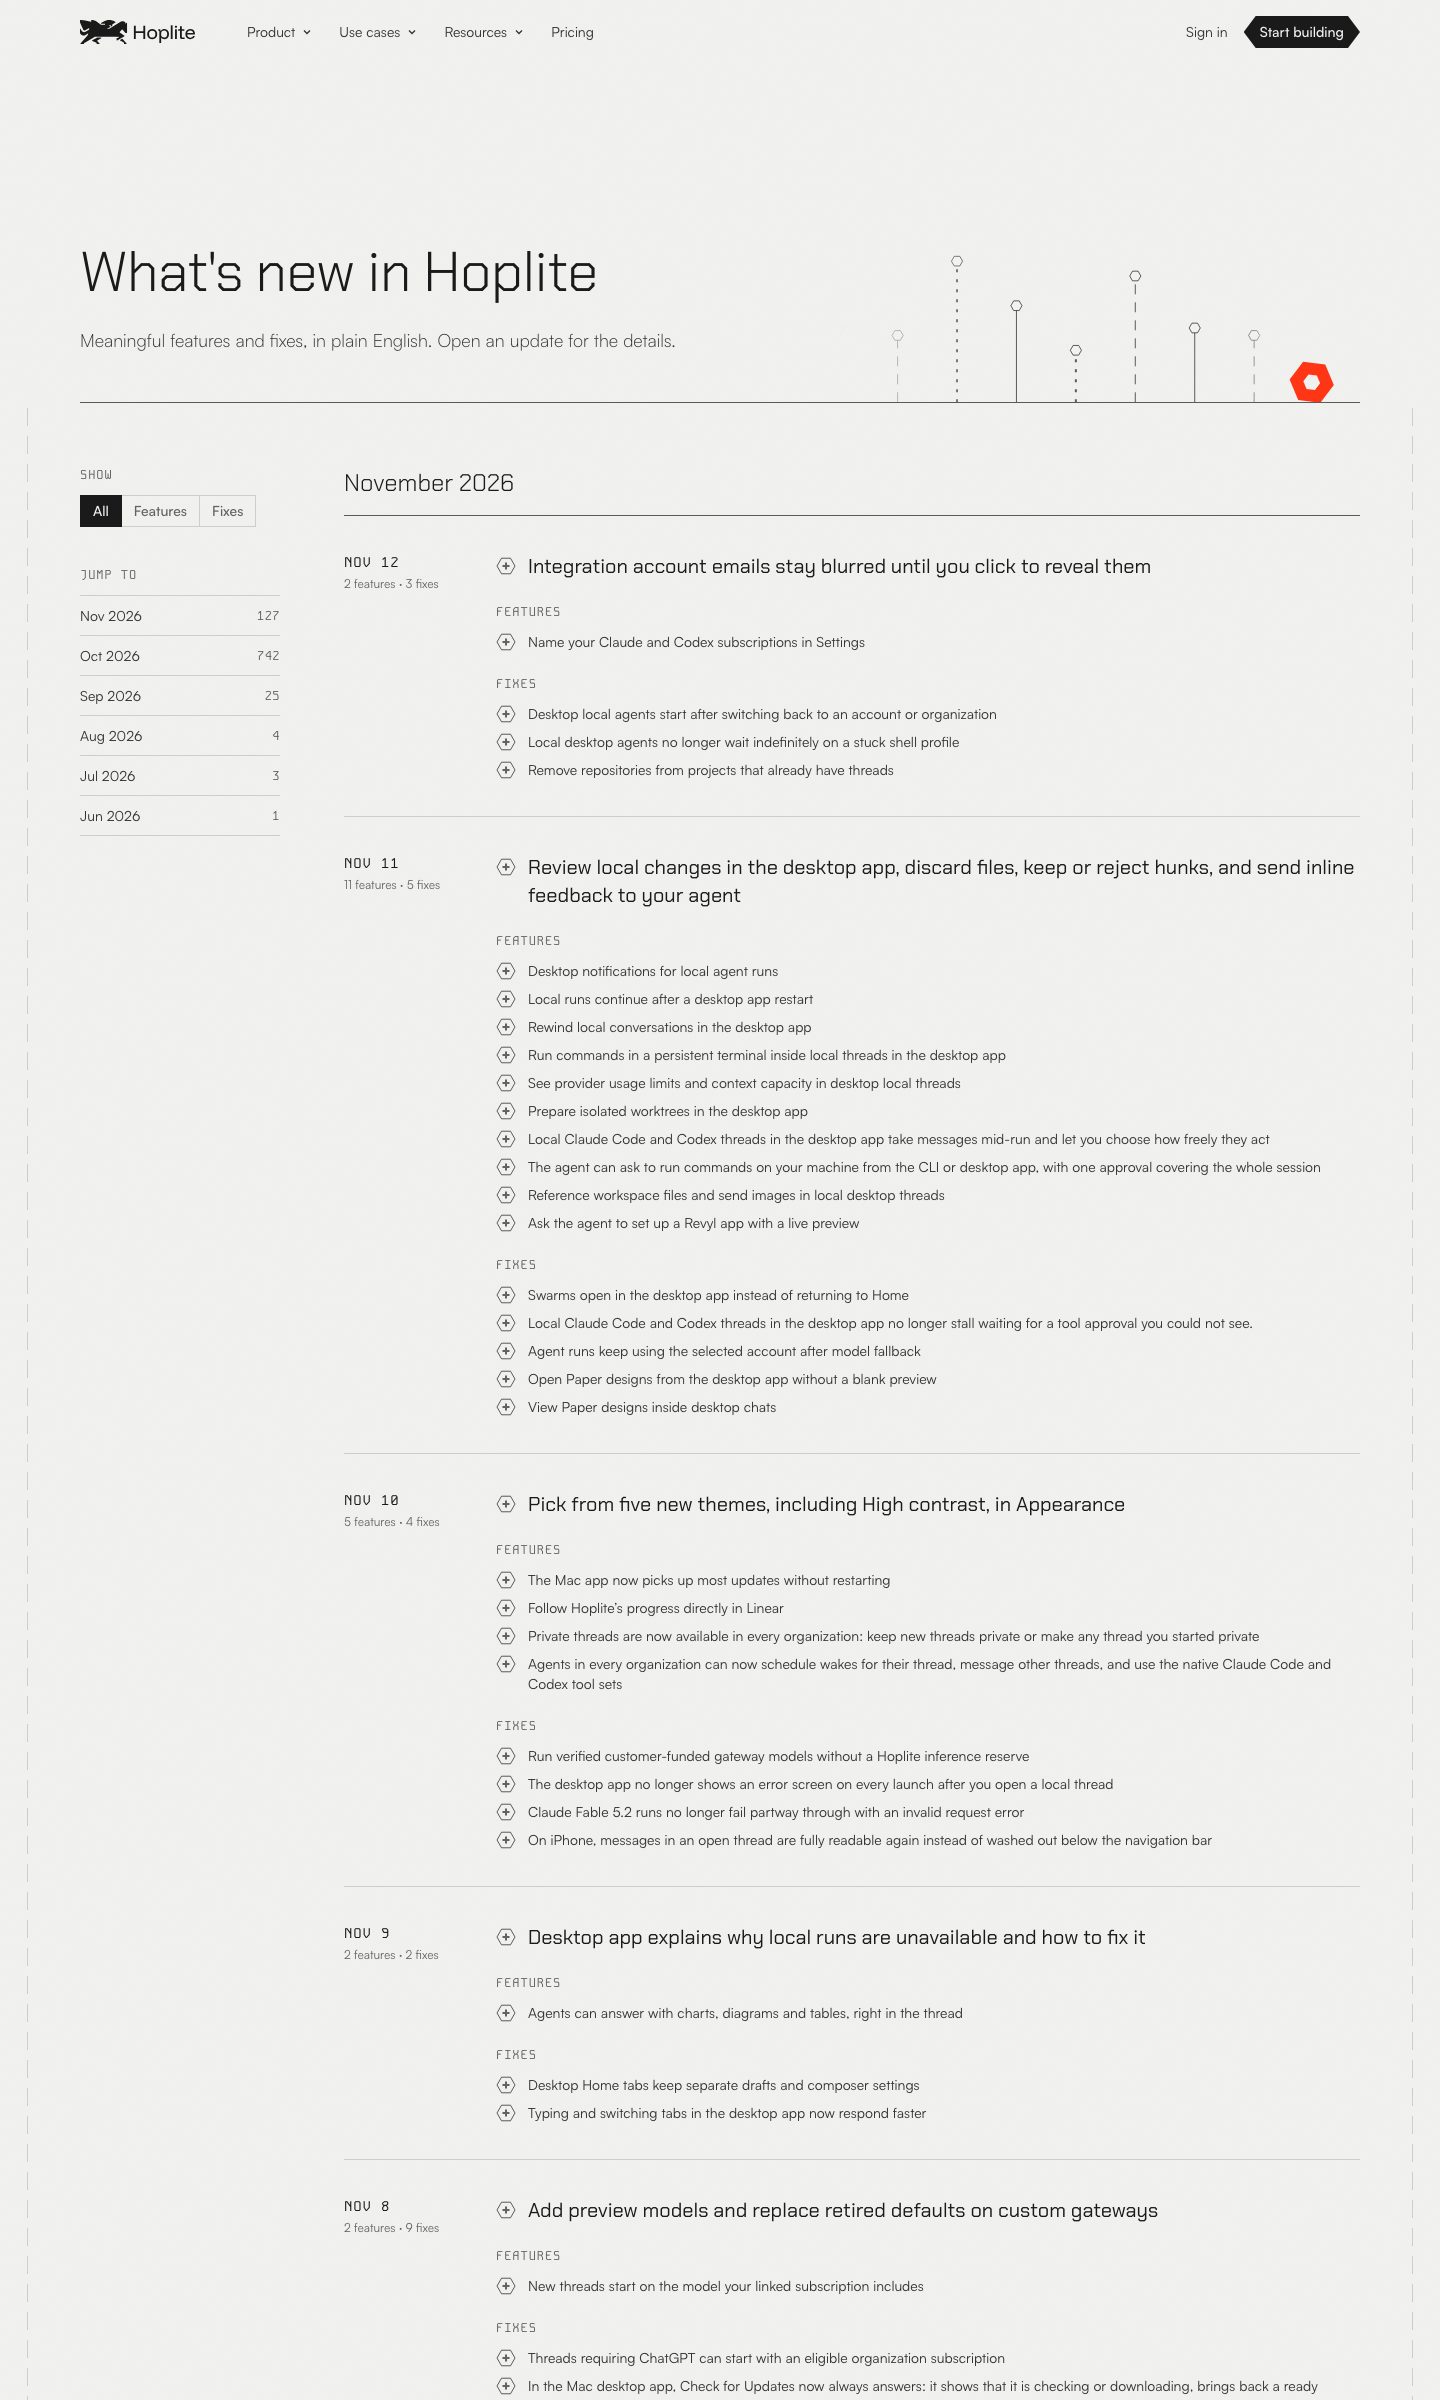 Hoplite
Product
Use cases
Resources
Pricing
Sign in
Start building
What's new in Hoplite
Meaningful features and fixes, in plain English. Open an update for the details.
SHOW
All
Features
Fixes
JUMP TO
Nov 2026 127
Oct 2026 742
Sep 2026 25
Aug 2026 4
Jul 2026 3
Jun 2026 1
November 2026
NOV 12
2 features · 3 fixes
Integration account emails stay blurred until you click to reveal them
FEATURES
Name your Claude and Codex subscriptions in Settings
FIXES
Desktop local agents start after switching back to an account or organization
Local desktop agents no longer wait indefinitely on a stuck shell profile
Remove repositories from projects that already have threads
NOV 11
11 features · 5 fixes
Review local changes in the desktop app, discard files, keep or reject hunks, and send inline
feedback to your agent
FEATURES
Desktop notifications for local agent runs
Local runs continue after a desktop app restart
Rewind local conversations in the desktop app
Run commands in a persistent terminal inside local threads in the desktop app
See provider usage limits and context capacity in desktop local threads
Prepare isolated worktrees in the desktop app
Local Claude Code and Codex threads in the desktop app take messages mid-run and let you choose how freely they act
The agent can ask to run commands on your machine from the CLI or desktop app, with one approval covering the whole session
Reference workspace files and send images in local desktop threads
Ask the agent to set up a Revyl app with a live preview
FIXES
Swarms open in the desktop app instead of returning to Home
Local Claude Code and Codex threads in the desktop app no longer stall waiting for a tool approval you could not see.
Agent runs keep using the selected account after model fallback
Open Paper designs from the desktop app without a blank preview
View Paper designs inside desktop chats
NOV 10
5 features · 4 fixes
Pick from five new themes, including High contrast, in Appearance
FEATURES
The Mac app now picks up most updates without restarting
Follow Hoplite's progress directly in Linear
Private threads are now available in every organization: keep new threads private or make any thread you started private
Agents in every organization can now schedule wakes for their thread, message other threads, and use the native Claude Code and
Codex tool sets
FIXES
Run verified customer-funded gateway models without a Hoplite inference reserve
The desktop app no longer shows an error screen on every launch after you open a local thread
Claude Fable 5.2 runs no longer fail partway through with an invalid request error
On iPhone, messages in an open thread are fully readable again instead of washed out below the navigation bar
NOV 9
2 features · 2 fixes
Desktop app explains why local runs are unavailable and how to fix it
FEATURES
Agents can answer with charts, diagrams and tables, right in the thread
FIXES
Desktop Home tabs keep separate drafts and composer settings
Typing and switching tabs in the desktop app now respond faster
NOV 8
2 features · 9 fixes
Add preview models and replace retired defaults on custom gateways
FEATURES
New threads start on the model your linked subscription includes
FIXES
Threads requiring ChatGPT can start with an eligible organization subscription
In the Mac desktop app, Check for Updates now always answers: it shows that it is checking or downloading, brings back a ready